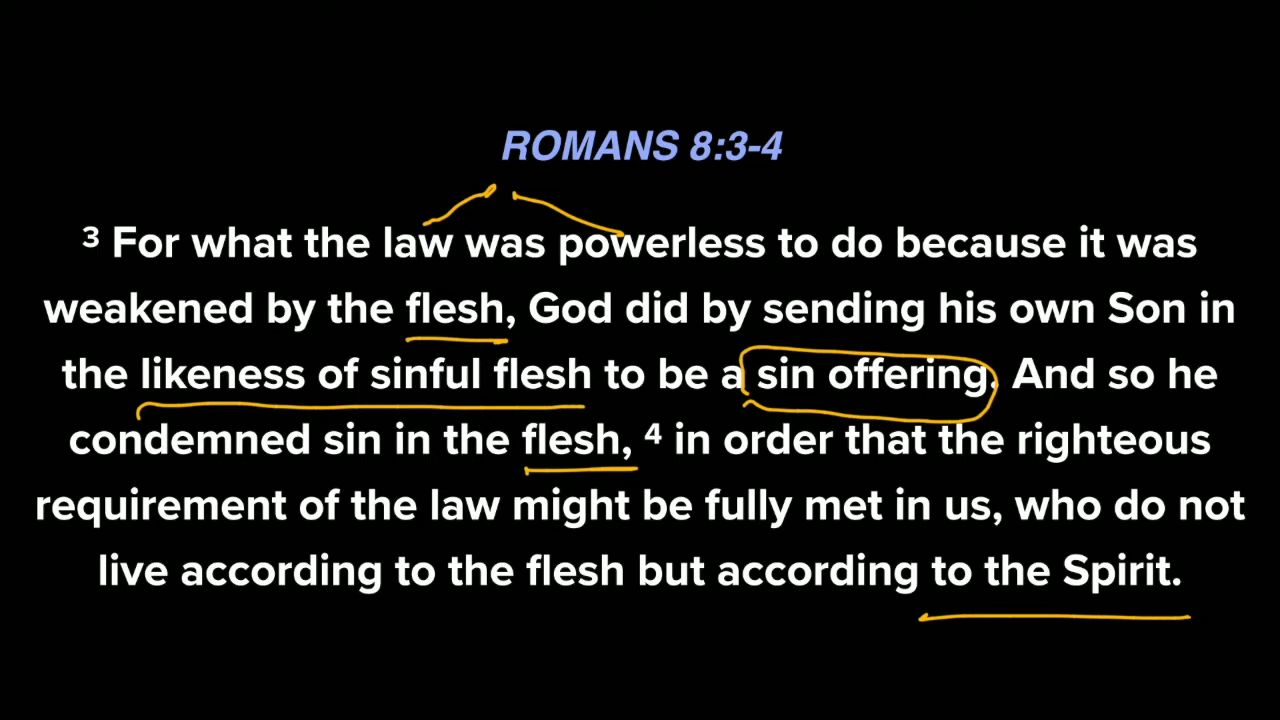 ROMANS 8:3-4
³ For what the law was powerless to do because it was
weakened by the flesh, God did by sending his own Son in
the likeness of sinful flesh to be a sin offering. And so he
condemned sin in the flesh, ⁴ in order that the righteous
requirement of the law might be fully met in us, who do not
live according to the flesh but according to the Spirit.